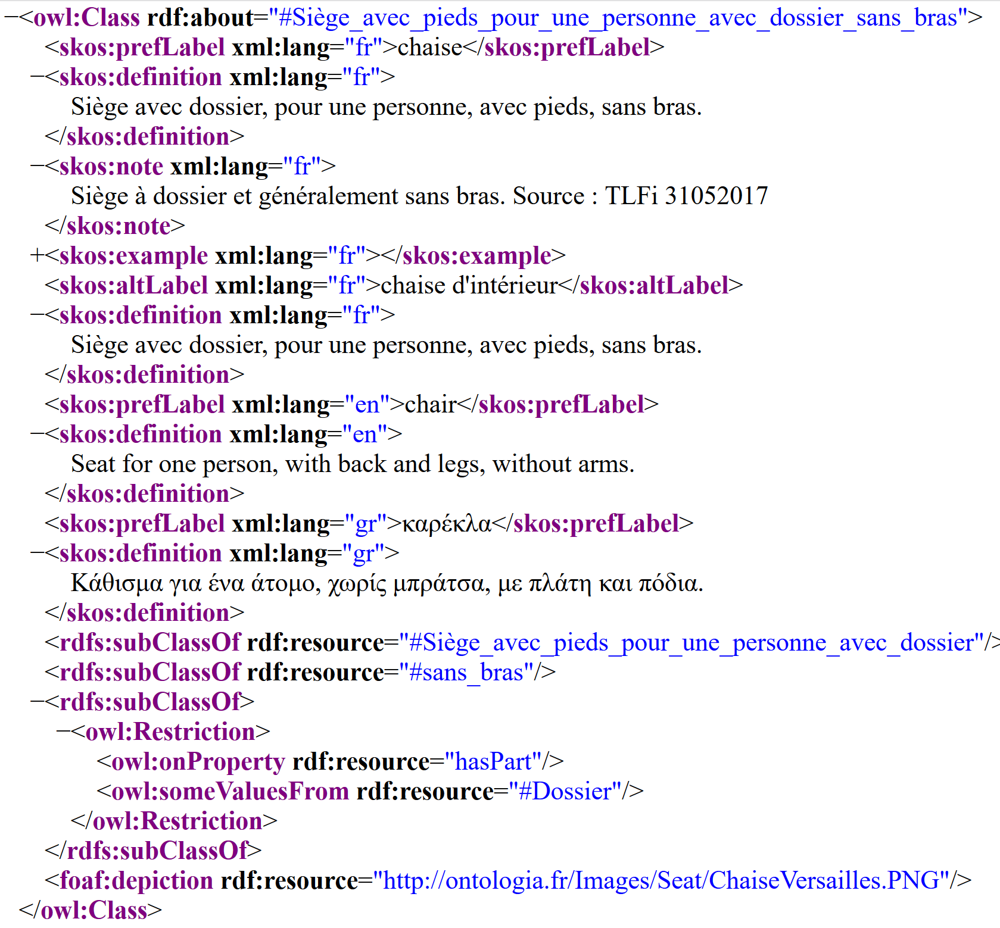 −<owl:Class rdf:about="#Siège_avec_pieds_pour_une_personne_avec_dossier_sans_bras">
<skos:prefLabel xml:lang="fr">chaise</skos:prefLabel>
−<skos:definition xml:lang="fr">
Siège avec dossier, pour une personne, avec pieds, sans bras.
</skos:definition>
−<skos:note xml:lang="fr">
Siège à dossier et généralement sans bras. Source : TLFi 31052017
</skos:note>
+<skos:example xml:lang="fr"></skos:example>
<skos:altLabel xml:lang="fr">chaise d'intérieur</skos:altLabel>
−<skos:definition xml:lang="fr">
Siège avec dossier, pour une personne, avec pieds, sans bras.
</skos:definition>
<skos:prefLabel xml:lang="en">chair</skos:prefLabel>
−<skos:definition xml:lang="en">
Seat for one person, with back and legs, without arms.
</skos:definition>
<skos:prefLabel xml:lang="gr">καρέκλα</skos:prefLabel>
−<skos:definition xml:lang="gr">
Κάθισμα για ένα άτομο, χωρίς μπράτσα, με πλάτη και πόδια.
</skos:definition>
<rdfs:subClassOf rdf:resource="#Siège_avec_pieds_pour_une_personne_avec_dossier"/>
<rdfs:subClassOf rdf:resource="#sans_bras"/>
−<rdfs:subClassOf>
−<owl:Restriction>
<owl:onProperty rdf:resource="hasPart"/>
<owl:someValuesFrom rdf:resource="#Dossier"/>
</owl:Restriction>
</rdfs:subClassOf>
<foaf:depiction rdf:resource="http://ontologia.fr/Images/Seat/ChaiseVersailles.PNG"/>
</owl:Class>